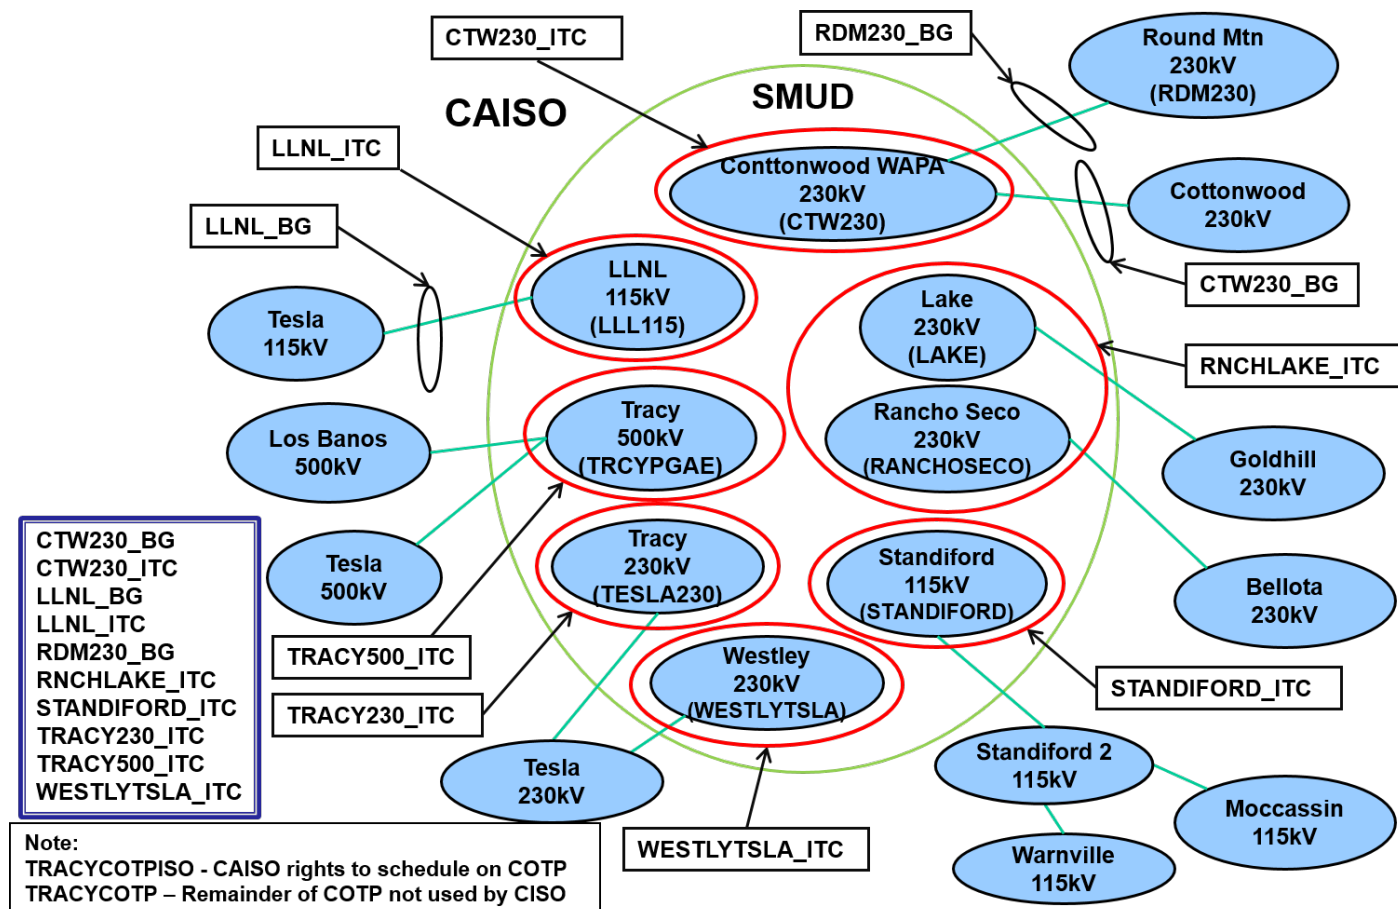 CTW230_ITC
RDM230_BG
Round Mtn
230kV
(RDM230)
CAISO
SMUD
LLNL_ITC
Conttonwood WAPA
230kV
(CTW230)
Cottonwood
230kV
LLNL_BG
CTW230_BG
LLNL
115kV
(LLL115)
Tesla
115kV
Lake
230kV
(LAKE)
RNCHLAKE_ITC
Los Banos
500kV
Tracy
500kV
(TRCYPGAE)
Rancho Seco
230kV
(RANCHOSECO)
Goldhill
230kV
Tesla
500kV
Tracy
230kV
(TESLA230)
Standiford
115kV
(STANDIFORD)
Bellota
230kV
CTW230_BG
CTW230_ITC
LLNL_BG
LLNL_ITC
RDM230_BG
RNCHLAKE_ITC
STANDIFORD_ITC
TRACY230_ITC
TRACY500_ITC
WESTLYTSLA_ITC
TRACY500_ITC
TRACY230_ITC
Westley
230kV
(WESTLYTSLA)
STANDIFORD_ITC
Tesla
230kV
Standiford 2
115kV
Moccassin
115kV
WESTLYTSLA_ITC
Warnville
115kV
Note:
TRACYCOTPISO - CAISO rights to schedule on COTP
TRACYCOTP – Remainder of COTP not used by CISO